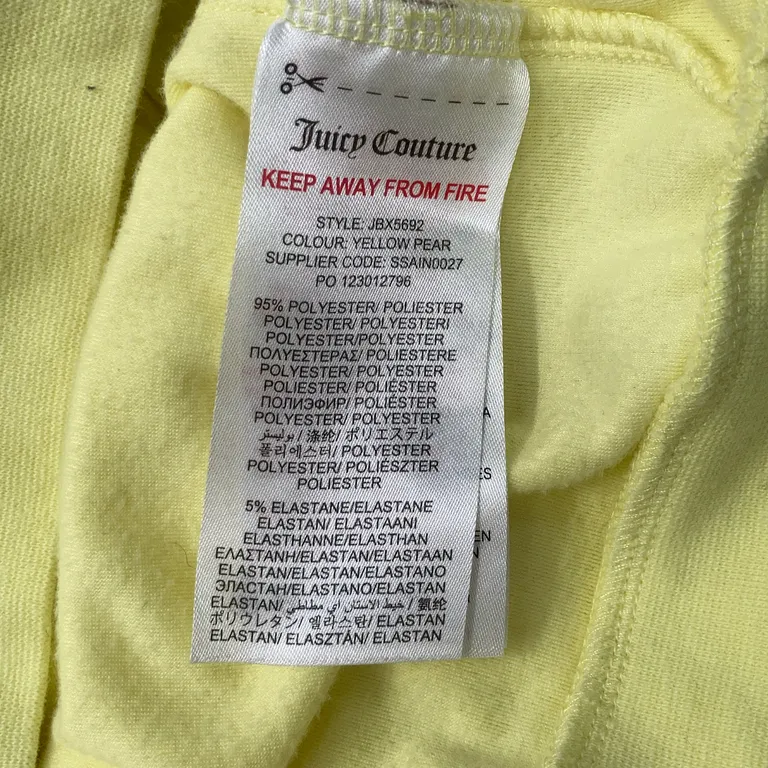 Juicy Couture
KEEP AWAY FROM FIRE
STYLE: JBX5692
COLOUR: YELLOW PEAR
SUPPLIER CODE: SSAIN0027
PO 123012796
95% POLYESTER/ POLIESTER
POLYESTER/ POLYESTERI
POLYESTER/POLYESTER
ΠΟΛΥΕΣΤΕΡΑΣ/ POLIESTERE
POLYESTER/ POLYESTER
POLIESTER/ POLIESTER
ПОЛИЭФИР/ POLIESTER
POLYESTER/ POLYESTER
بوليستر / 涤纶/ ポリエステル
폴리에스터/ POLYESTER
POLYESTER/ POLIÉSZTER
POLIESTER
5% ELASTANE/ELASTANE
ELASTAN/ ELASTAANI
ELASTHANNE/ELASTHAN
ΕΛΑΣΤΑΝΗ/ELASTAN/ELASTAAN
ELASTAN/ELASTAN/ELASTANO
ЭЛАСТАН/ELASTANO/ELASTAN
ELASTAN/ خيط الاستان اي مطاطي / 氨纶
ポリウレタン/ 엘라스탄/ ELASTAN
ELASTAN/ ELASZTÁN/ ELASTAN
A
ES
EN
N